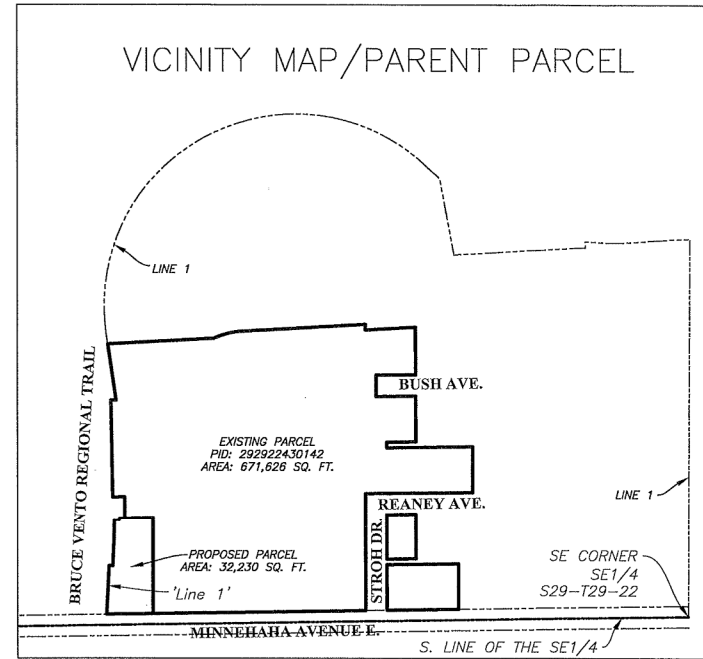 VICINITY MAP/PARENT PARCEL
LINE 1
BRUCE VENTO REGIONAL TRAIL
BUSH AVE.
EXISTING PARCEL
PID: 292922430142
AREA: 671,626 SQ. FT.
LINE 1
REANEY AVE.
STROH DR.
PROPOSED PARCEL
AREA: 32,230 SQ. FT.
'Line 1'
SE CORNER
SE1/4
S29-T29-22
MINNEHAHA AVENUE E.
S. LINE OF THE SE1/4